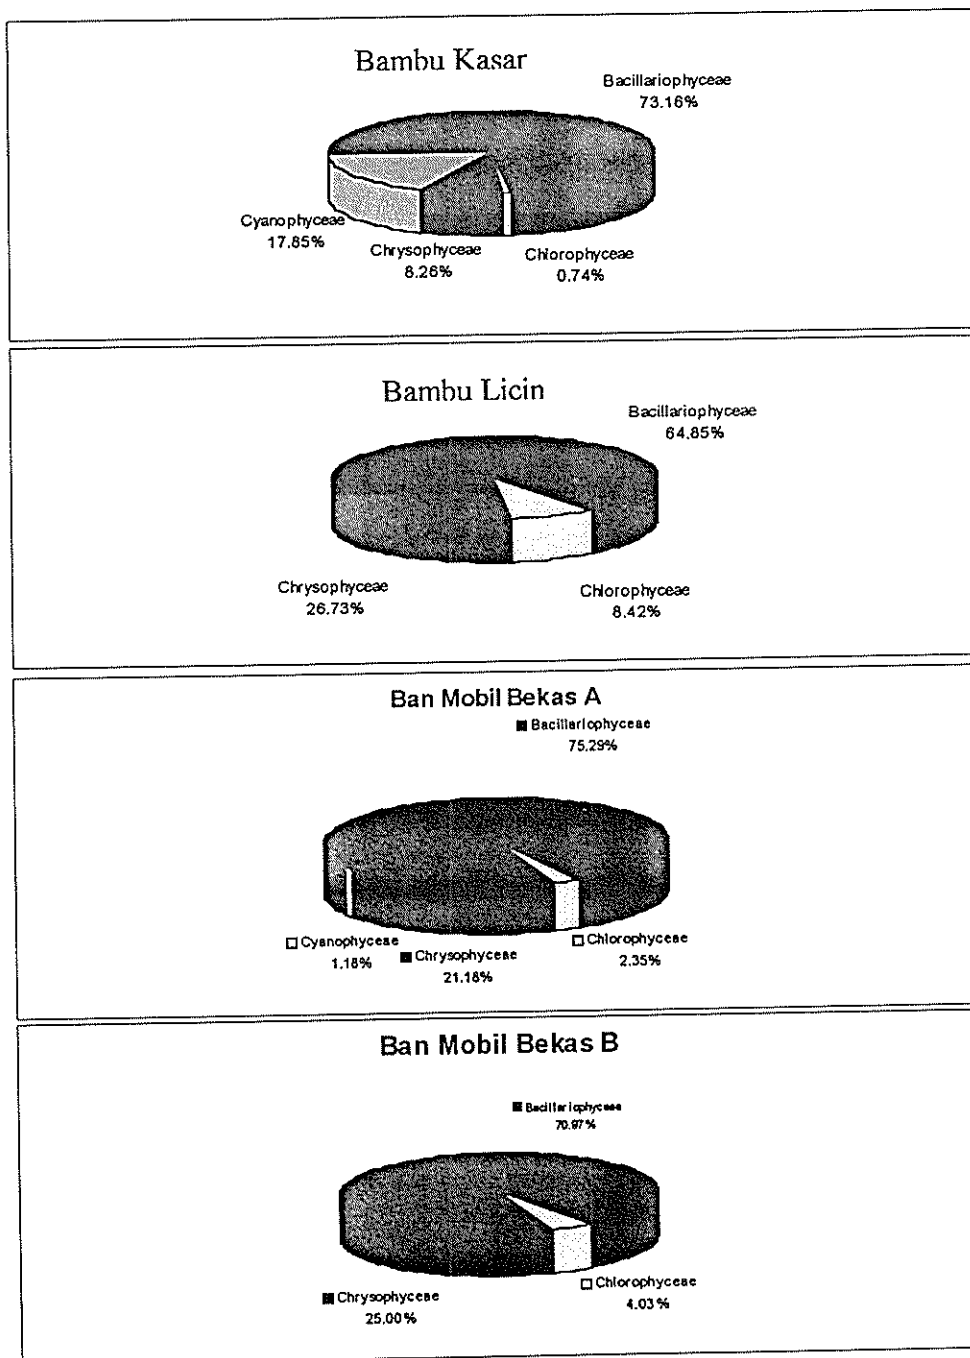 Bambu Kasar
Bacillariophyceae
73.16%
Cyanophyceae
17.85%
Chrysophyceae
8.26%
Chlorophyceae
0.74%
Bambu Licin
Bacillariophyceae
64.85%
Chrysophyceae
26.73%
Chlorophyceae
8.42%
Ban Mobil Bekas A
Bacillariophyceae
75.29%
Cyanophyceae
1.18%
Chrysophyceae
21.18%
Chlorophyceae
2.35%
Ban Mobil Bekas B
Bacillariophyceae
70.97%
Chrysophyceae
25.00%
Chlorophyceae
4.03%